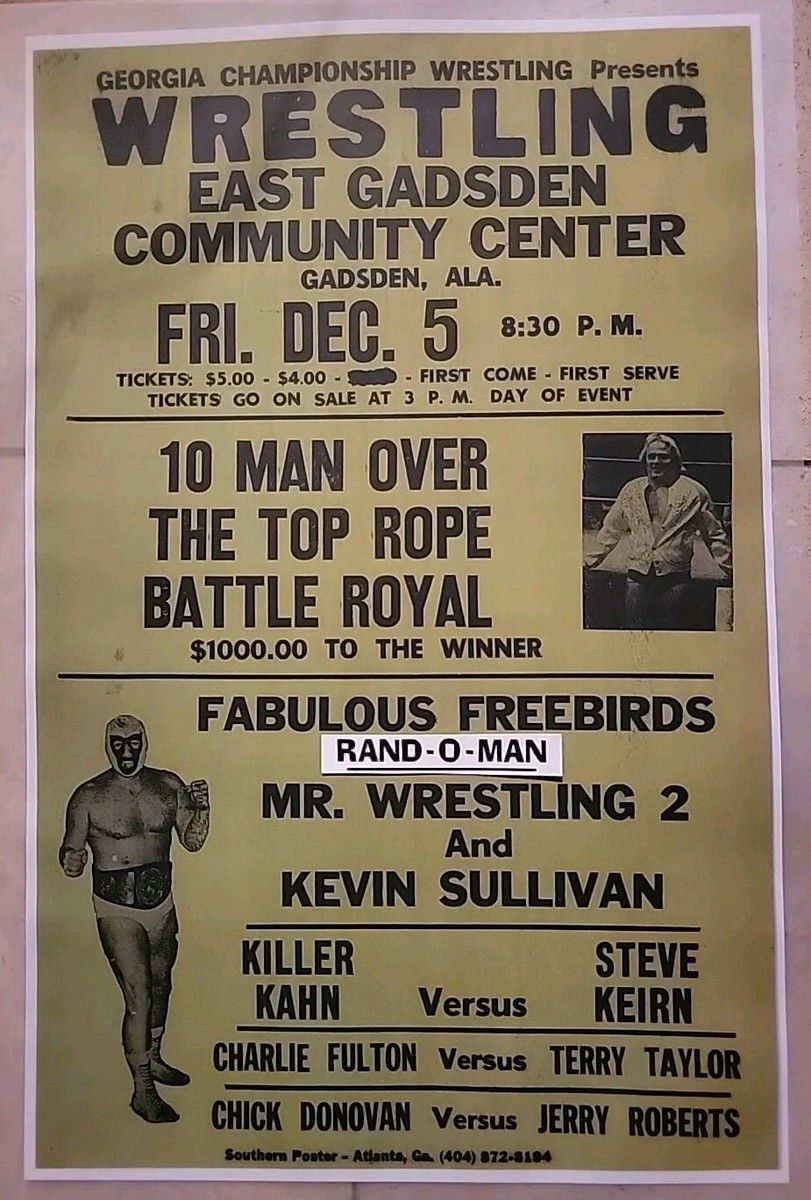 GEORGIA CHAMPIONSHIP WRESTLING Presents
WRESTLING
EAST GADSDEN
COMMUNITY CENTER
GADSDEN, ALA.
FRI. DEC. 5 8:30 P. M.
TICKETS: $5.00 - $4.00 - - FIRST COME - FIRST SERVE
TICKETS GO ON SALE AT 3 P. M. DAY OF EVENT
10 MAN OVER
THE TOP ROPE
BATTLE ROYAL
$1000.00 TO THE WINNER
FABULOUS FREEBIRDS
RAND-O-MAN
MR. WRESTLING 2
And
KEVIN SULLIVAN
KILLER KAHN Versus STEVE KEIRN
CHARLIE FULTON Versus TERRY TAYLOR
CHICK DONOVAN Versus JERRY ROBERTS
Southern Poster - Atlanta, Ga. (404) 872-8194